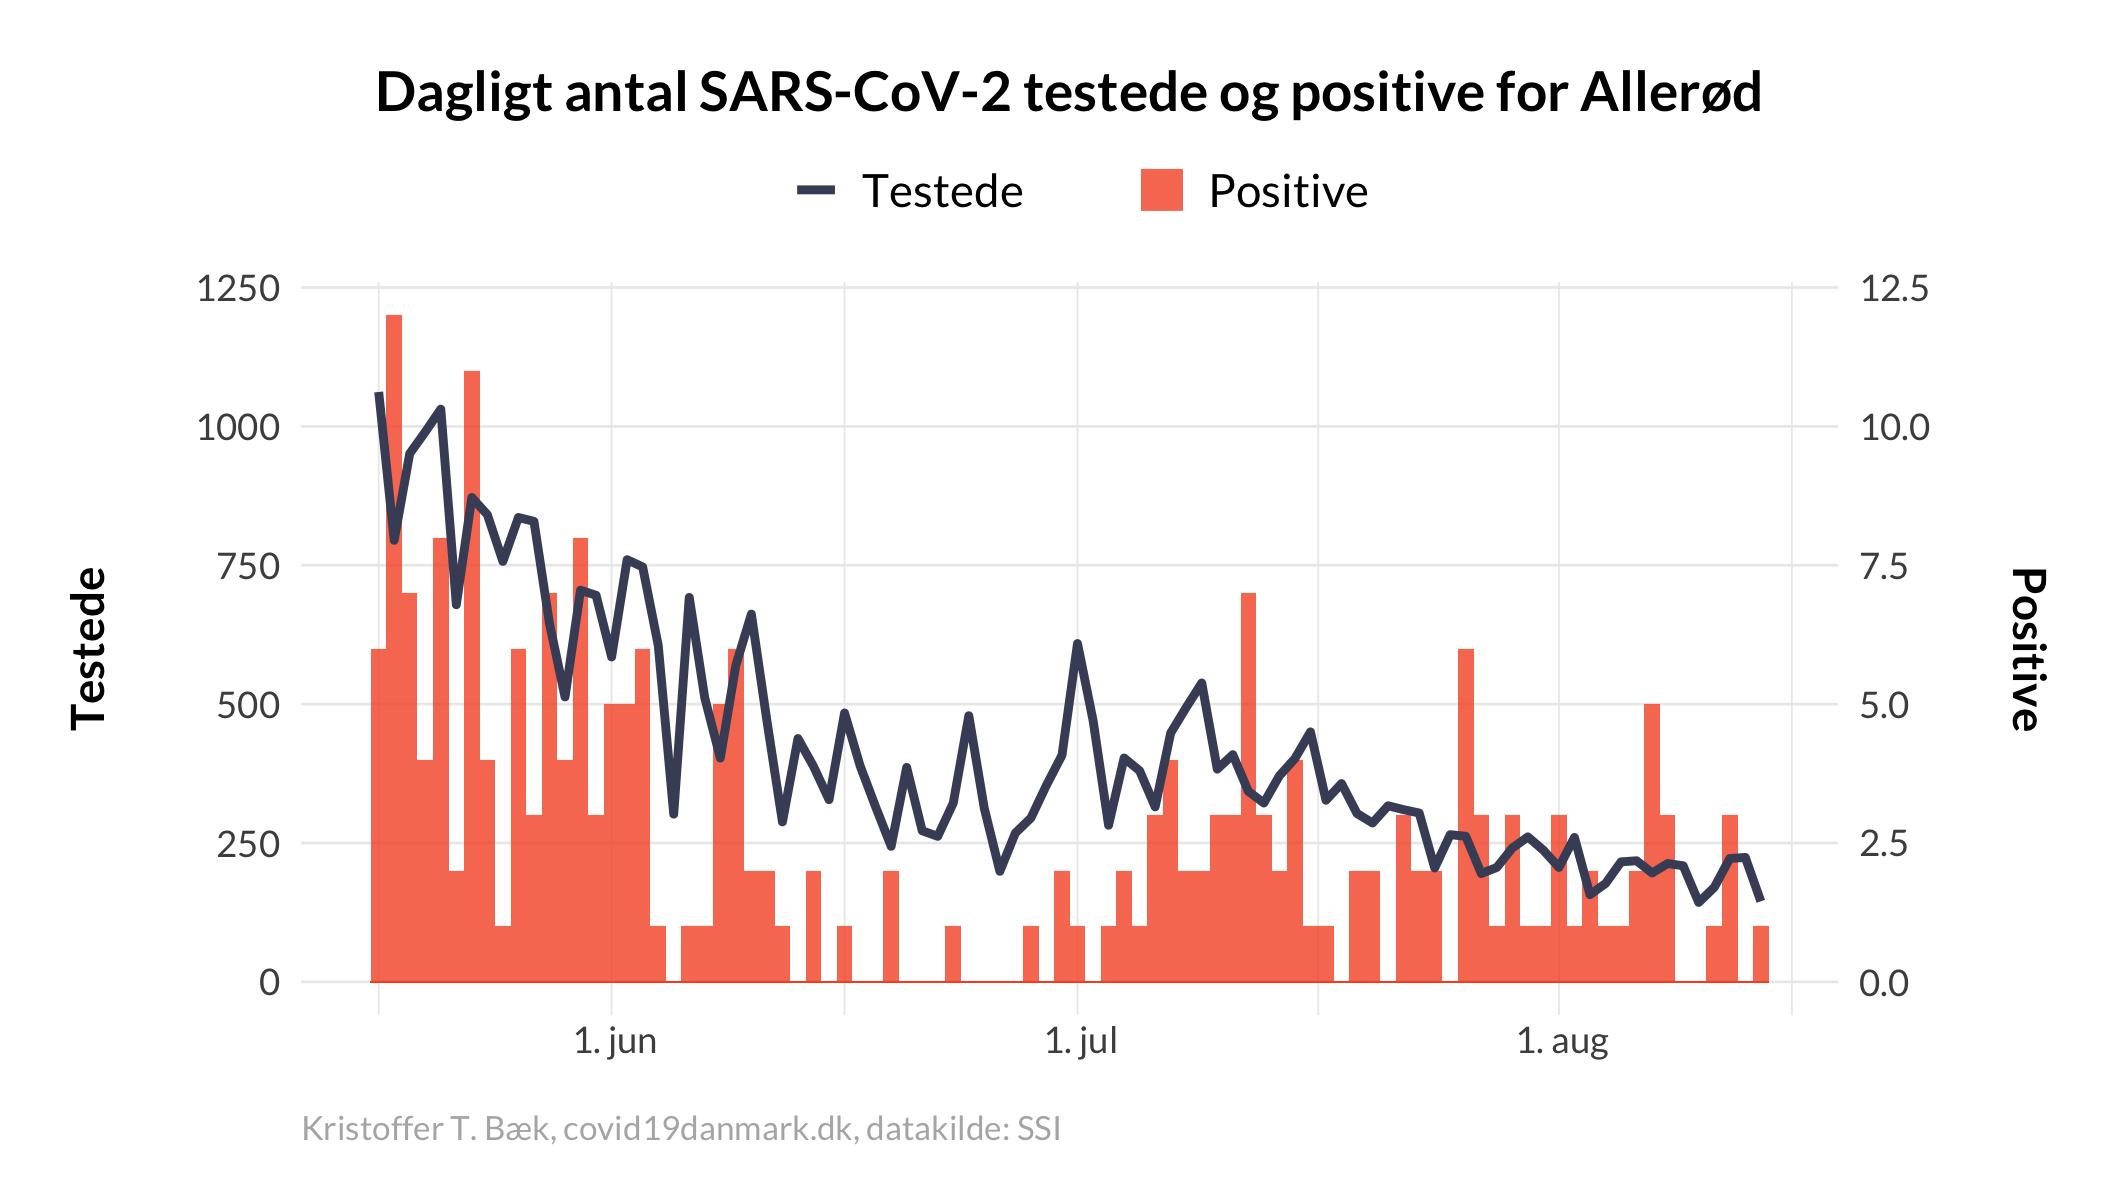 Dagligt antal SARS-CoV-2 testede og positive for Allerød
Testede
Positive
1250
1000
750
500
250
0
12.5
10.0
7.5
5.0
2.5
0.0
Testede
Positive
1. jun
1. jul
1. aug
Kristoffer T. Bæk, covid19danmark.dk, datakilde: SSI